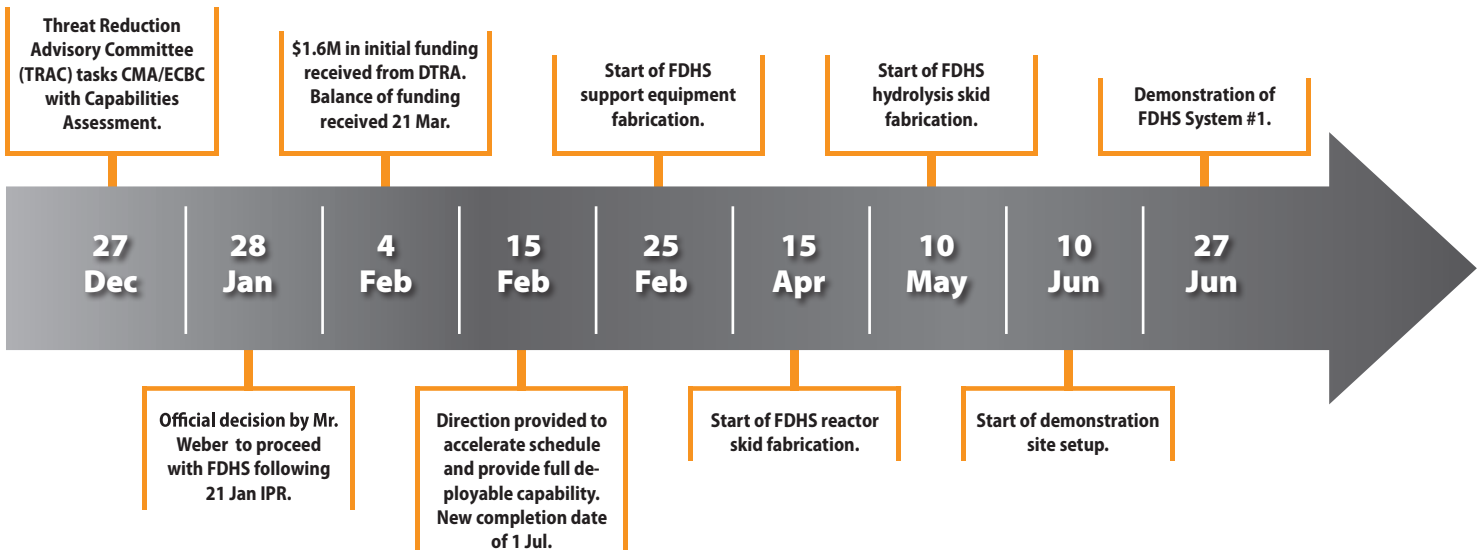 Threat Reduction
Advisory Committee
(TRAC) tasks CMA/ECBC
with Capabilities
Assessment.
$1.6M in initial funding
received from DTRA.
Balance of funding
received 21 Mar.
Start of FDHS
support equipment
fabrication.
Start of FDHS
hydrolysis skid
fabrication.
Demonstration of
FDHS System #1.
27
Dec
28
Jan
4
Feb
15
Feb
25
Feb
15
Apr
10
May
10
Jun
27
Jun
Official decision by Mr.
Weber to proceed
with FDHS following
21 Jan IPR.
Direction provided to
accelerate schedule
and provide full de-
ployable capability.
New completion date
of 1 Jul.
Start of FDHS reactor
skid fabrication.
Start of demonstration
site setup.